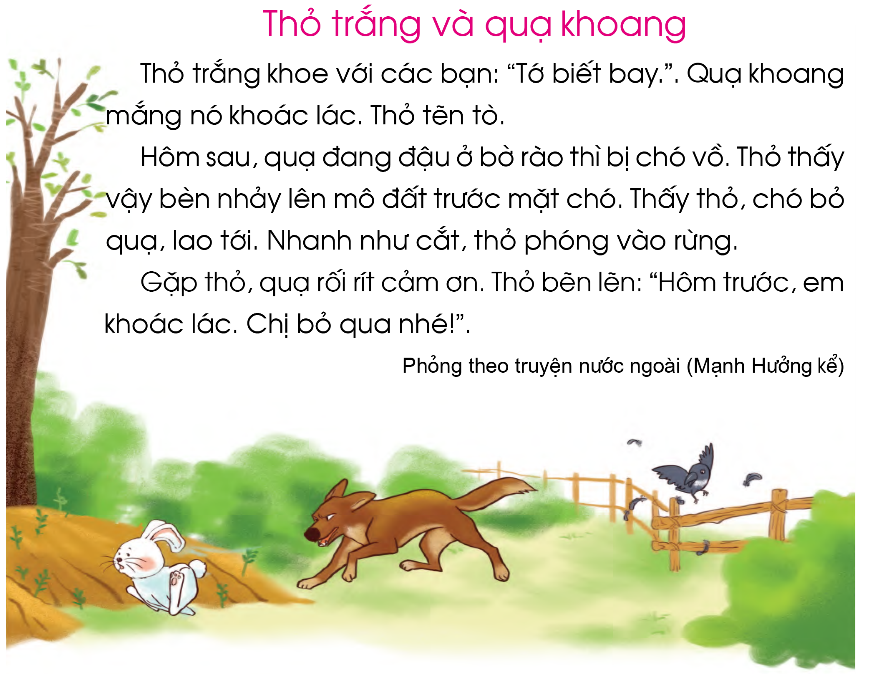 Thỏ trắng và quạ khoang
Thỏ trắng khoe với các bạn: “Tớ biết bay.”. Quạ khoang
mắng nó khoác lác. Thỏ tẽn tò.
Hôm sau, quạ đang đậu ở bờ rào thì bị chó vồ. Thỏ thấy
vậy bèn nhảy lên mô đất trước mặt chó. Thấy thỏ, chó bỏ
quạ, lao tới. Nhanh như cắt, thỏ phóng vào rừng.
Gặp thỏ, quạ rối rít cảm ơn. Thỏ bẽn lẽn: “Hôm trước, em
khoác lác. Chị bỏ qua nhé!”.
Phỏng theo truyện nước ngoài (Mạnh Hưởng kể)